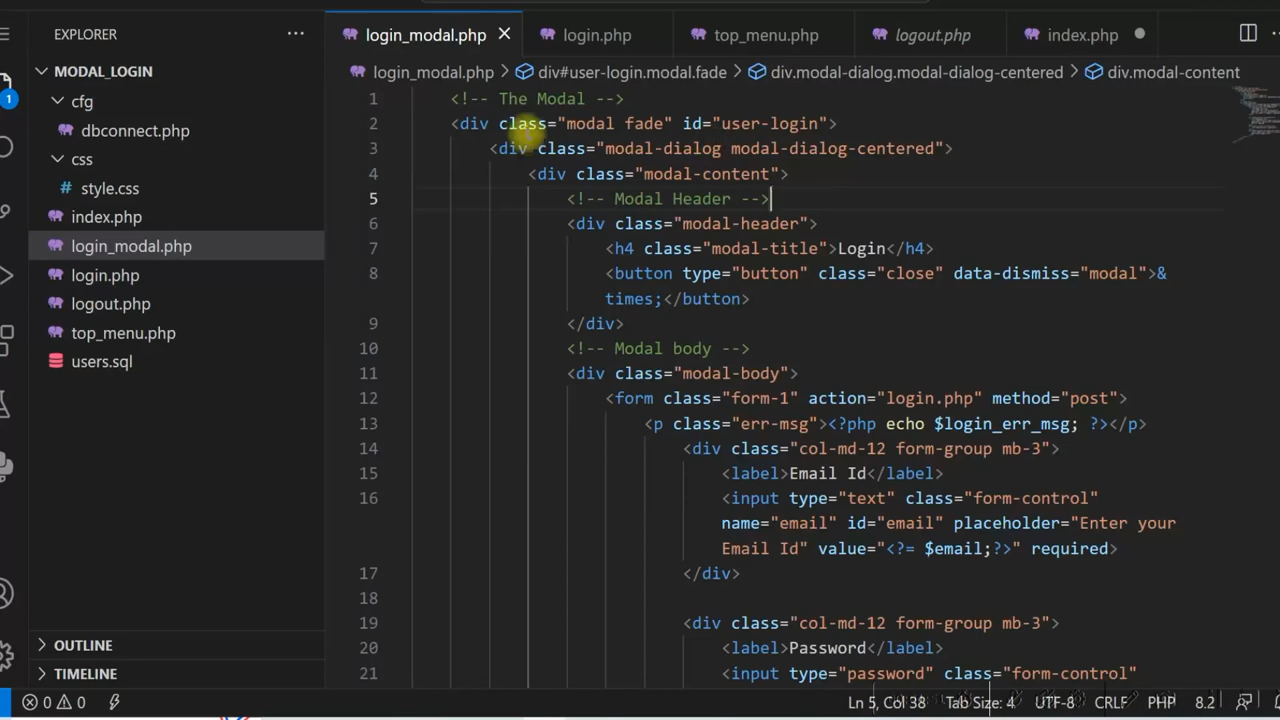 EXPLORER
login_modal.php
login.php
top_menu.php
logout.php
index.php
MODAL_LOGIN
login_modal.php > div#user-login.modal.fade > div.modal-dialog.modal-dialog-centered > div.modal-content
cfg
dbconnect.php
css
style.css
index.php
login_modal.php
login.php
logout.php
top_menu.php
users.sql
1
1 <!-- The Modal -->
2 <div class="modal fade" id="user-login">
3 <div class="modal-dialog modal-dialog-centered">
4 <div class="modal-content">
5 <!-- Modal Header -->
6 <div class="modal-header">
7 <h4 class="modal-title">Login</h4>
8 <button type="button" class="close" data-dismiss="modal">&
times;</button>
9 </div>
10 <!-- Modal body -->
11 <div class="modal-body">
12 <form class="form-1" action="login.php" method="post">
13 <p class="err-msg"><?php echo $login_err_msg; ?></p>
14 <div class="col-md-12 form-group mb-3">
15 <label>Email Id</label>
16 <input type="text" class="form-control"
name="email" id="email" placeholder="Enter your
Email Id" value="<?= $email;?>" required>
17 </div>
18
19 <div class="col-md-12 form-group mb-3">
20 <label>Password</label>
21 <input type="password" class="form-control"
OUTLINE
TIMELINE
0 0
Ln 5, Col 38
Tab Size: 4
UTF-8
CRLF
PHP
8.2